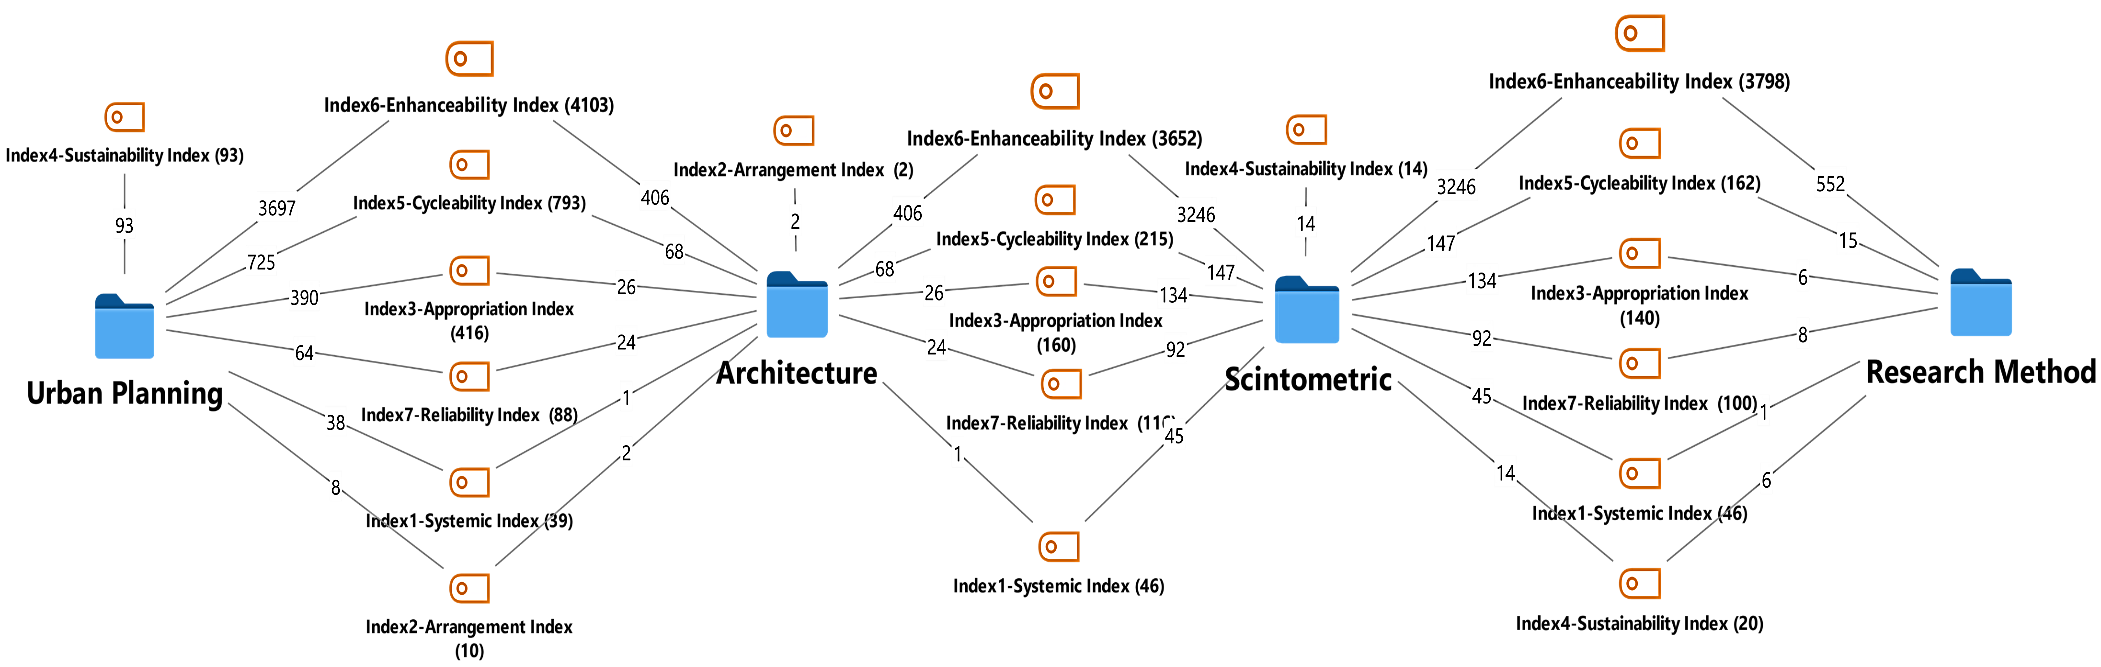 Index4-Sustainability Index (93)
93
Index6-Enhanceability Index (4103)
3697
406
Index5-Cycleability Index (793)
725
68
390
26
Index3-Appropriation Index
(416)
64
24
Index7-Reliability Index (88)
38
1
Index1-Systemic Index (39)
8
2
Index2-Arrangement Index
(10)
Urban Planning
Index2-Arrangement Index (2)
2
Architecture
Index6-Enhanceability Index (3652)
406
3246
Index5-Cycleability Index (215)
68
147
26
134
Index3-Appropriation Index
(160)
24
92
Index7-Reliability Index
1
45
Index1-Systemic Index (46)
Index4-Sustainability Index (14)
14
Scintometric
Index6-Enhanceability Index (3798)
3246
552
Index5-Cycleability Index (162)
147
15
134
6
Index3-Appropriation Index
(140)
92
8
Index7-Reliability Index (100)
45
1
Index1-Systemic Index (46)
14
6
Index4-Sustainability Index (20)
Research Method